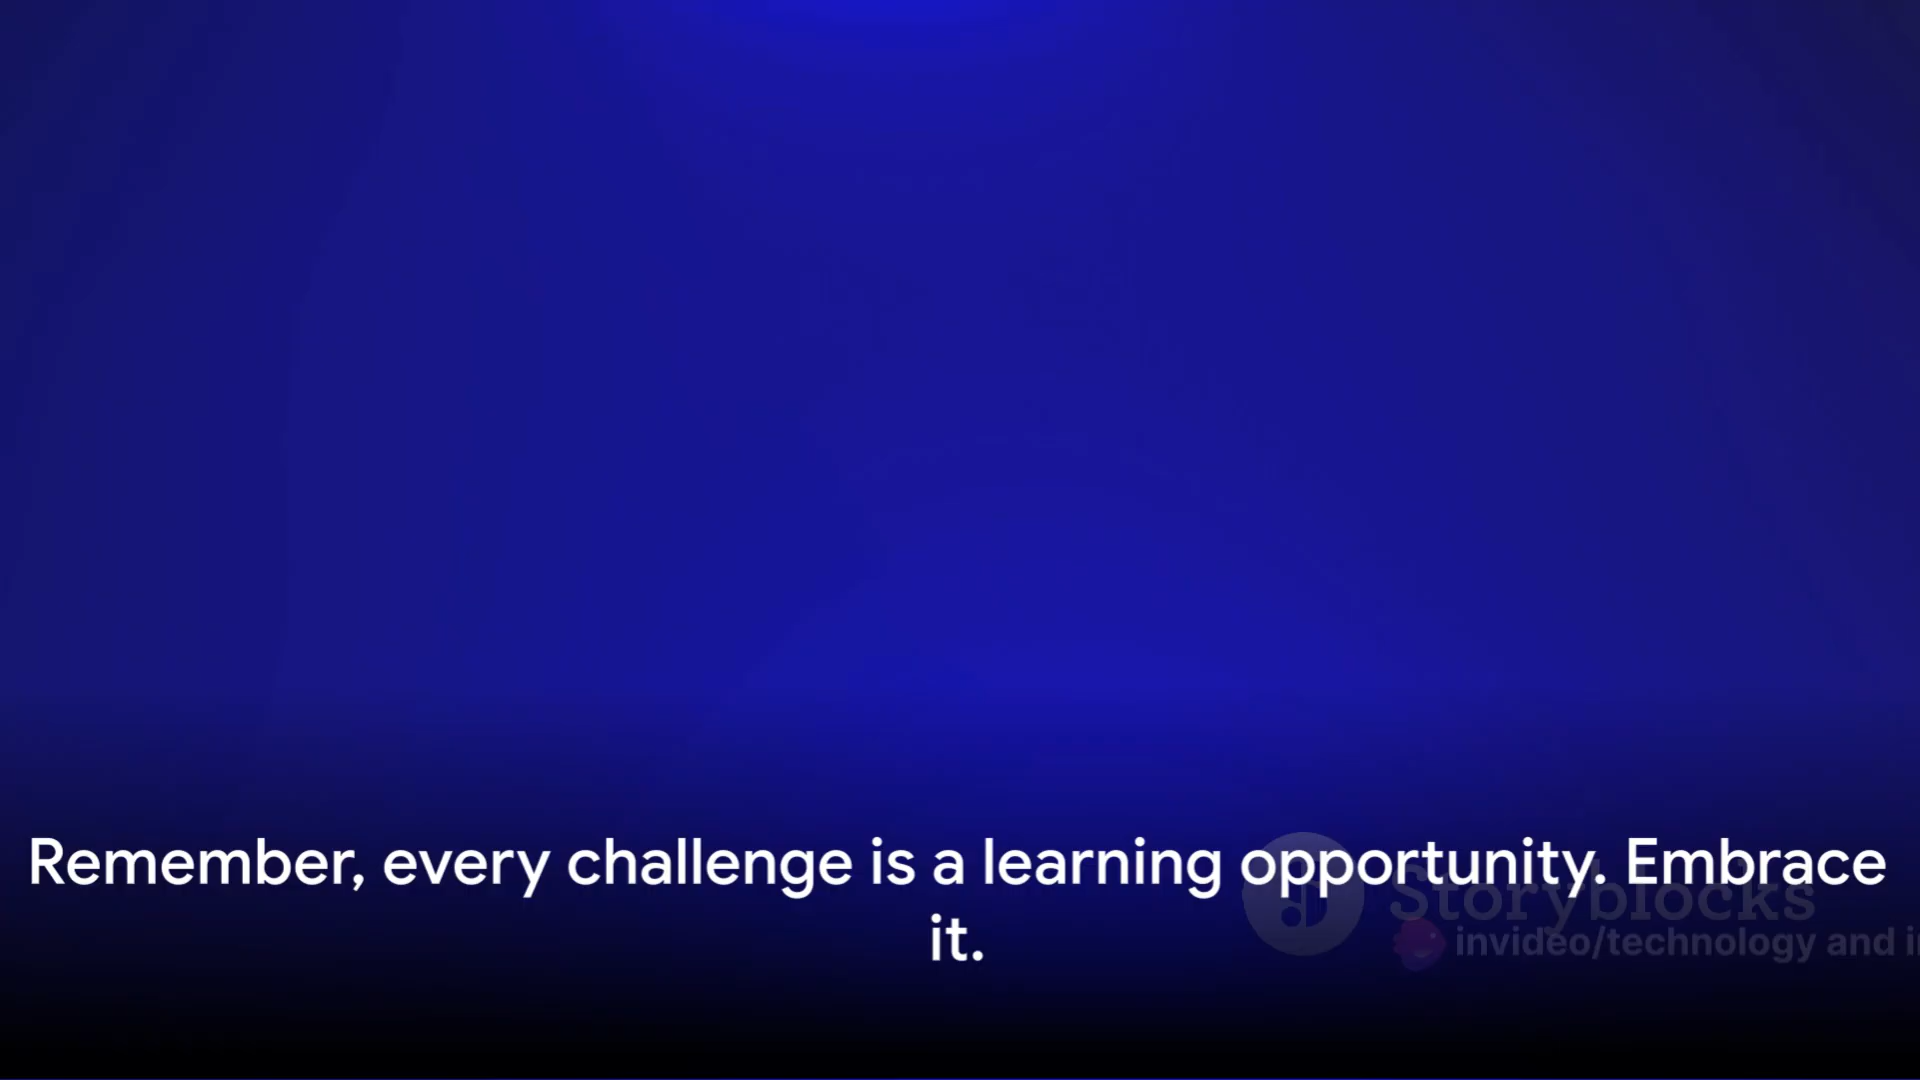 Remember, every challenge is a learning opportunity. Embrace
it.
Storyblocks
invideo/technology and i